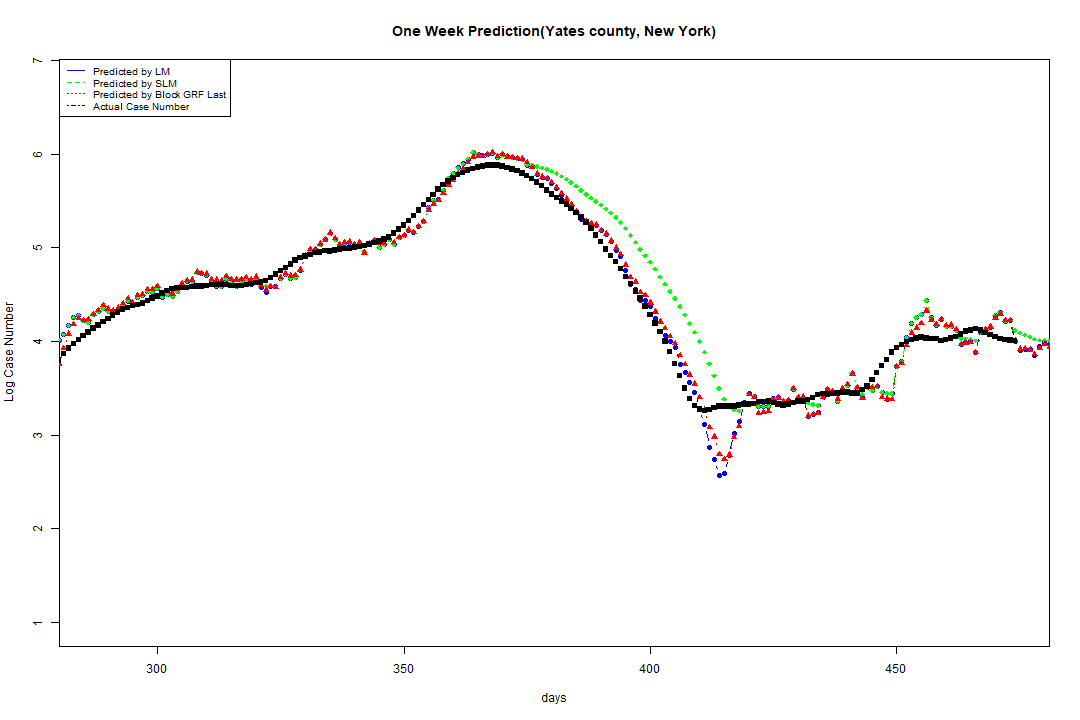 One Week Prediction(Yates county, New York)
Predicted by LM
Predicted by SLM
Predicted by Block GRF Last
Actual Case Number
Log Case Number
7
6
5
4
3
2
1
300 350 400 450
days